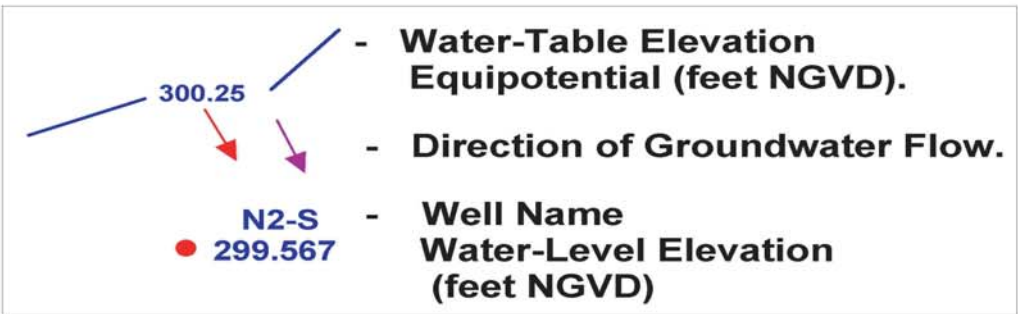 300.25 - Water-Table Elevation
Equipotential (feet NGVD).
- Direction of Groundwater Flow.
N2-S - Well Name
299.567 Water-Level Elevation
(feet NGVD)